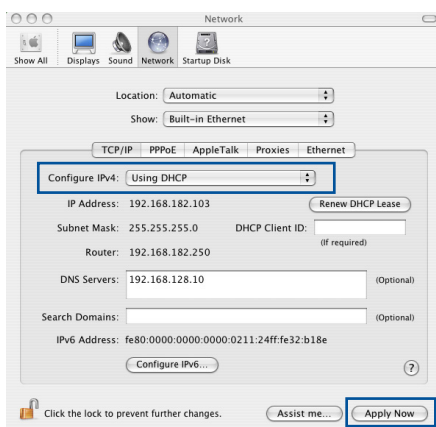 Network
Show All Displays Sound Network Startup Disk
Location: Automatic
Show: Built-in Ethernet
TCP/IP PPPoE AppleTalk Proxies Ethernet
Configure IPv4: Using DHCP
IP Address: 192.168.182.103 Renew DHCP Lease
Subnet Mask: 255.255.255.0 DHCP Client ID:
(If required)
Router: 192.168.182.250
DNS Servers: 192.168.128.10 (Optional)
Search Domains: (Optional)
IPv6 Address: fe80:0000:0000:0000:0211:24ff:fe32:b18e
Configure IPv6... ?
Click the lock to prevent further changes. Assist me... Apply Now